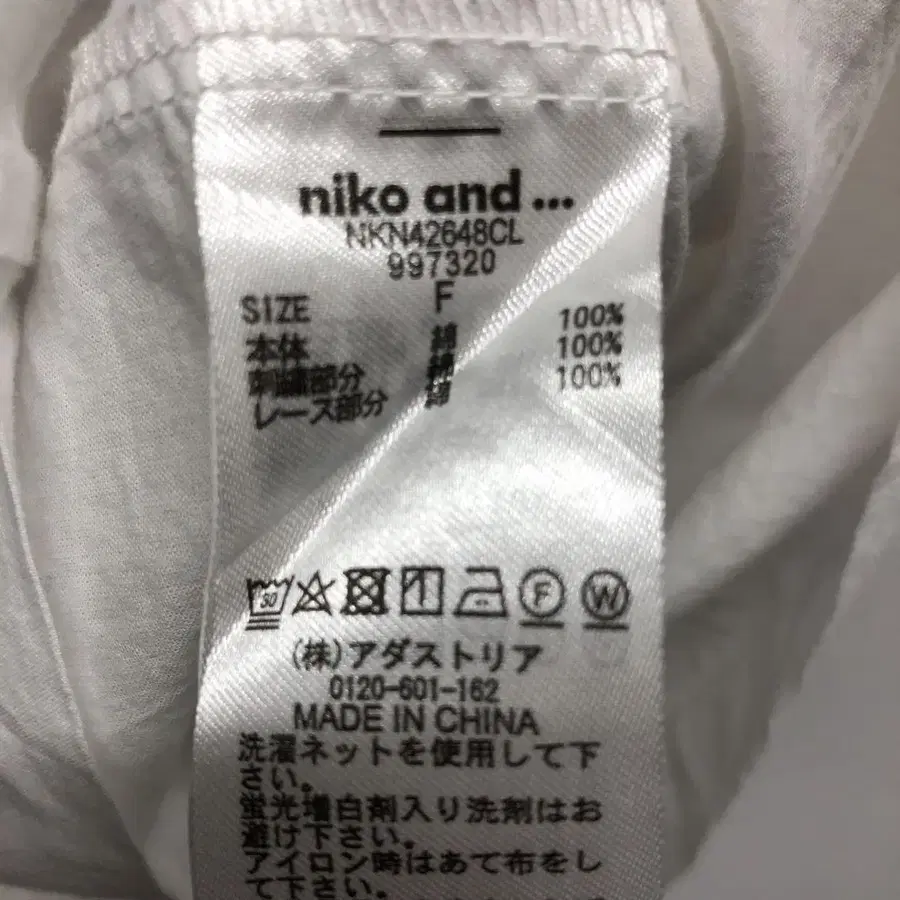 niko and ...
NKN42648CL
997320
SIZE F
本体 綿 100%
刺繍部分 綿 100%
レース部分 綿 100%
F W
(株)アダストリア
0120-601-162
MADE IN CHINA
洗濯ネットを使用して下
さい。
蛍光増白剤入り洗剤はお
避け下さい。
アイロン時はあて布をし
て下さい。